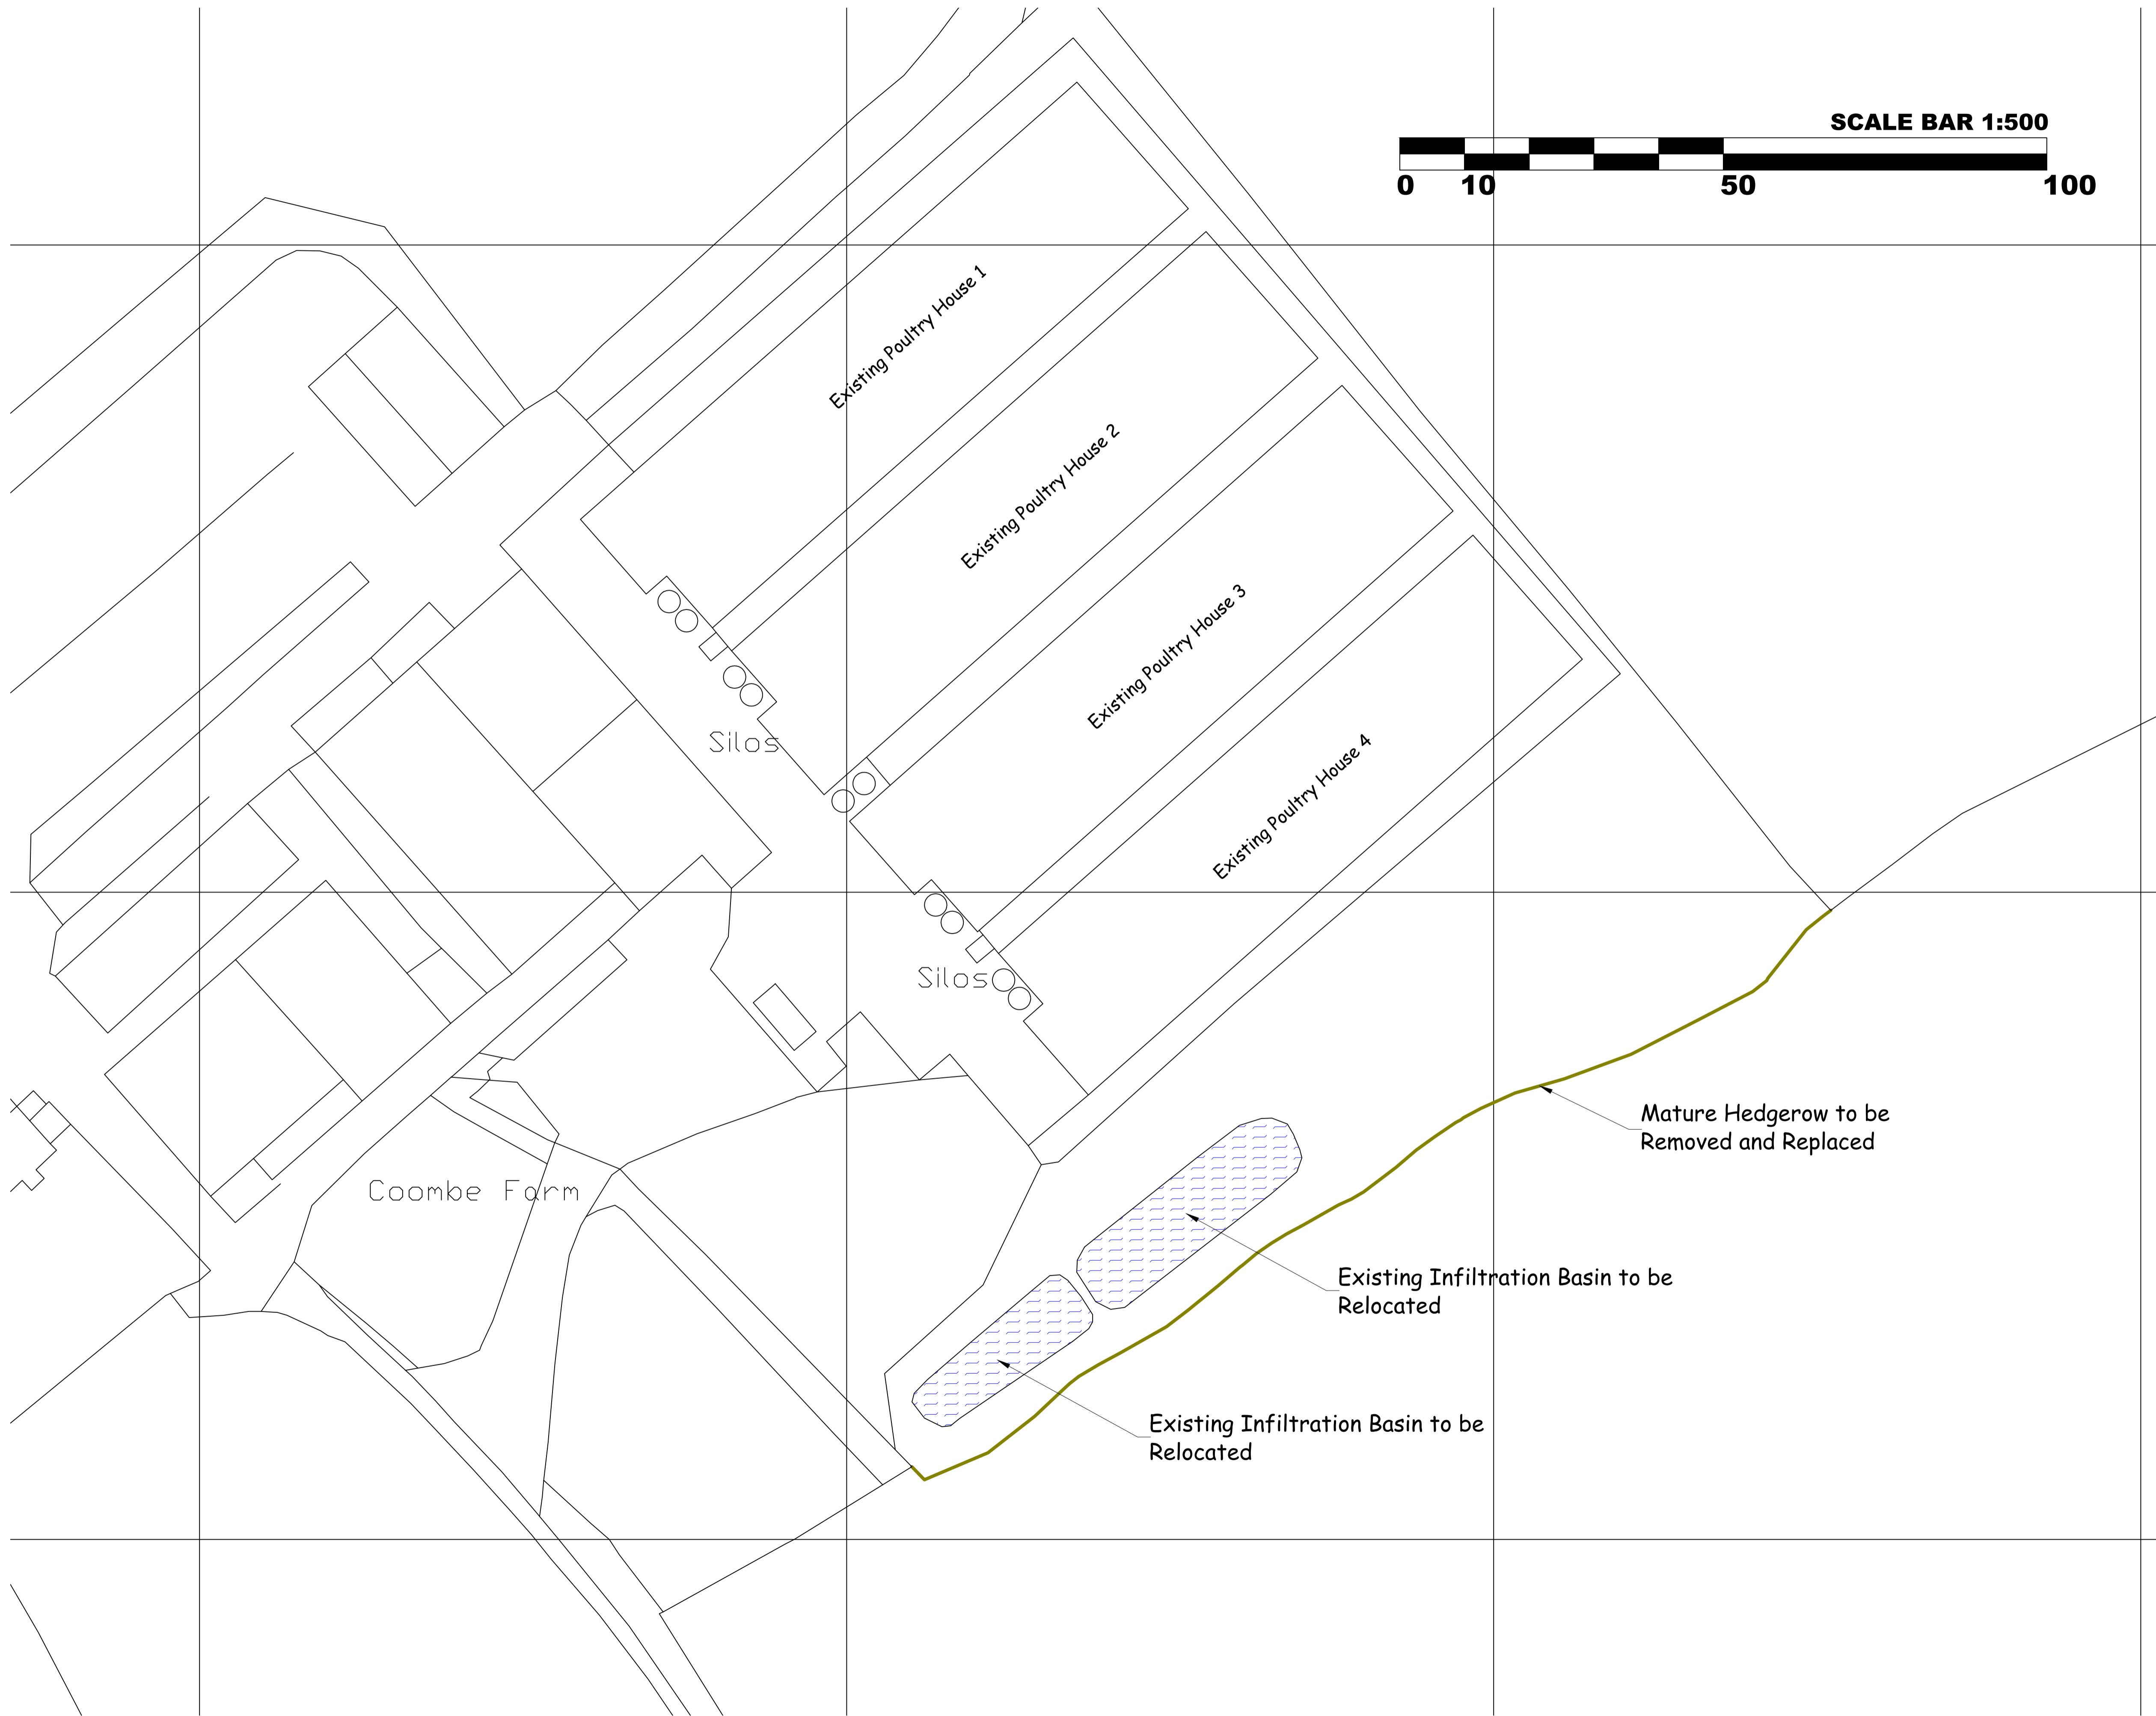 SCALE BAR 1:500
0 10 50 100
Existing Poultry House 1
Existing Poultry House 2
Existing Poultry House 3
Existing Poultry House 4
Silos
Silos
Coombe Farm
Mature Hedgerow to be
Removed and Replaced
Existing Infiltration Basin to be
Relocated
Existing Infiltration Basin to be
Relocated